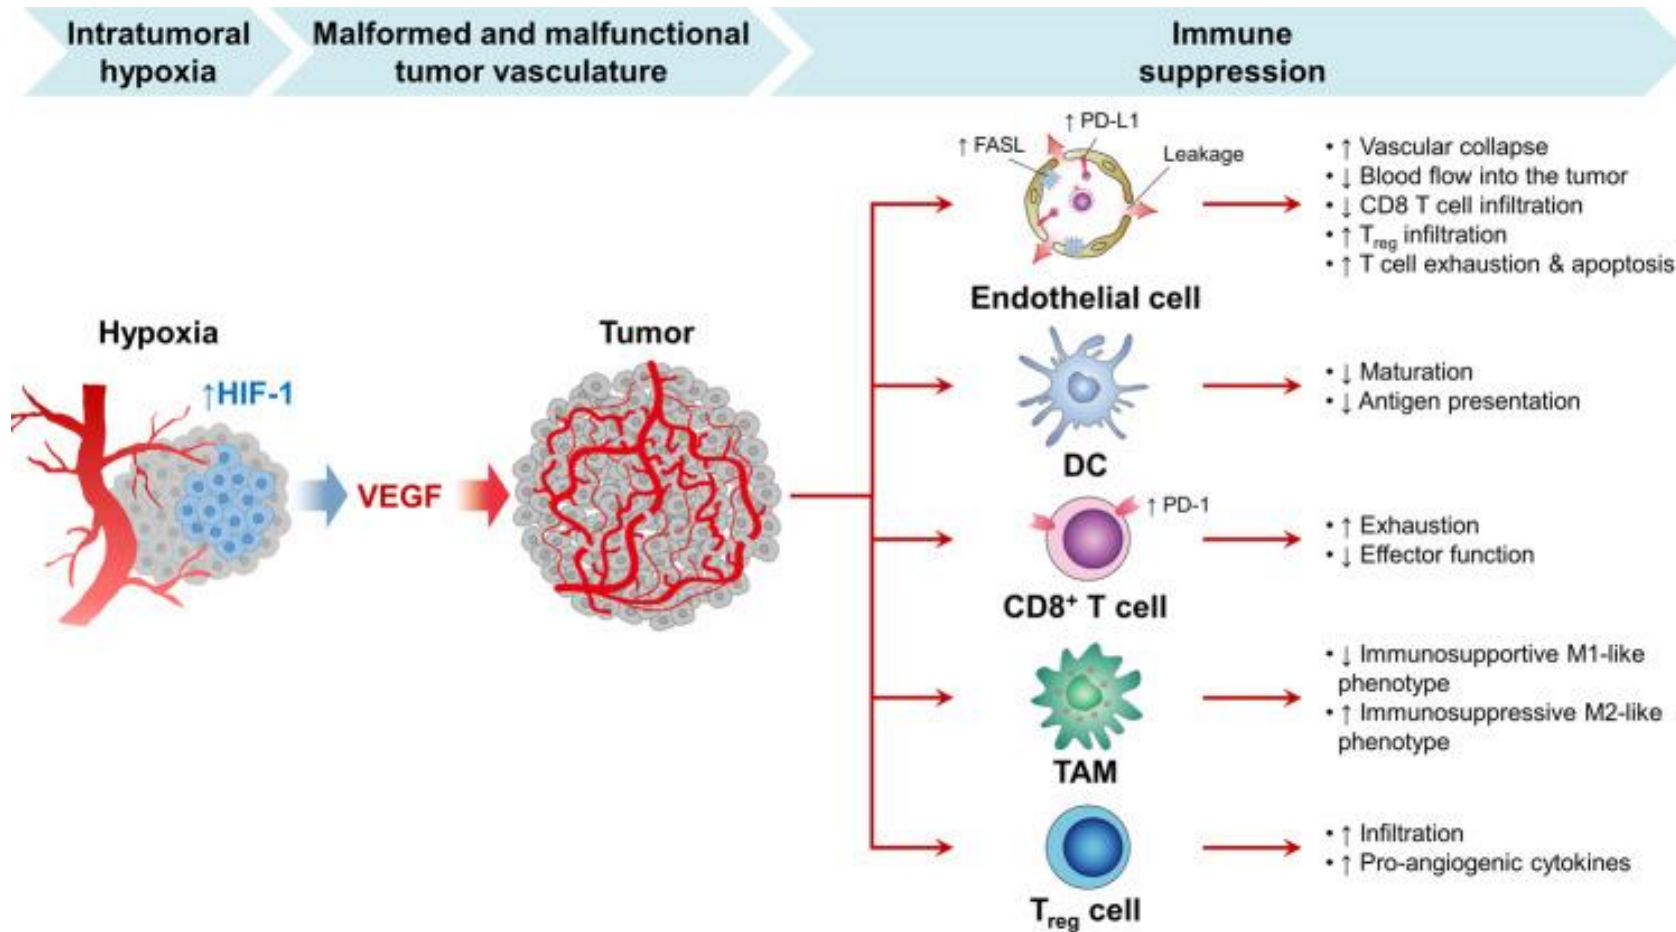 Intratumoral
hypoxia
Malformed and malfunctional
tumor vasculature
Immune
suppression
Hypoxia
↑HIF-1
VEGF
Tumor
↑ FASL
↑ PD-L1
Leakage
Endothelial cell
• ↑ Vascular collapse
• ↓ Blood flow into the tumor
• ↓ CD8 T cell infiltration
• ↑ Treg infiltration
• ↑ T cell exhaustion & apoptosis
DC
• ↓ Maturation
• ↓ Antigen presentation
↑ PD-1
CD8⁺ T cell
• ↑ Exhaustion
• ↓ Effector function
TAM
• ↓ Immunosupportive M1-like
phenotype
• ↑ Immunosuppressive M2-like
phenotype
Treg cell
• ↑ Infiltration
• ↑ Pro-angiogenic cytokines